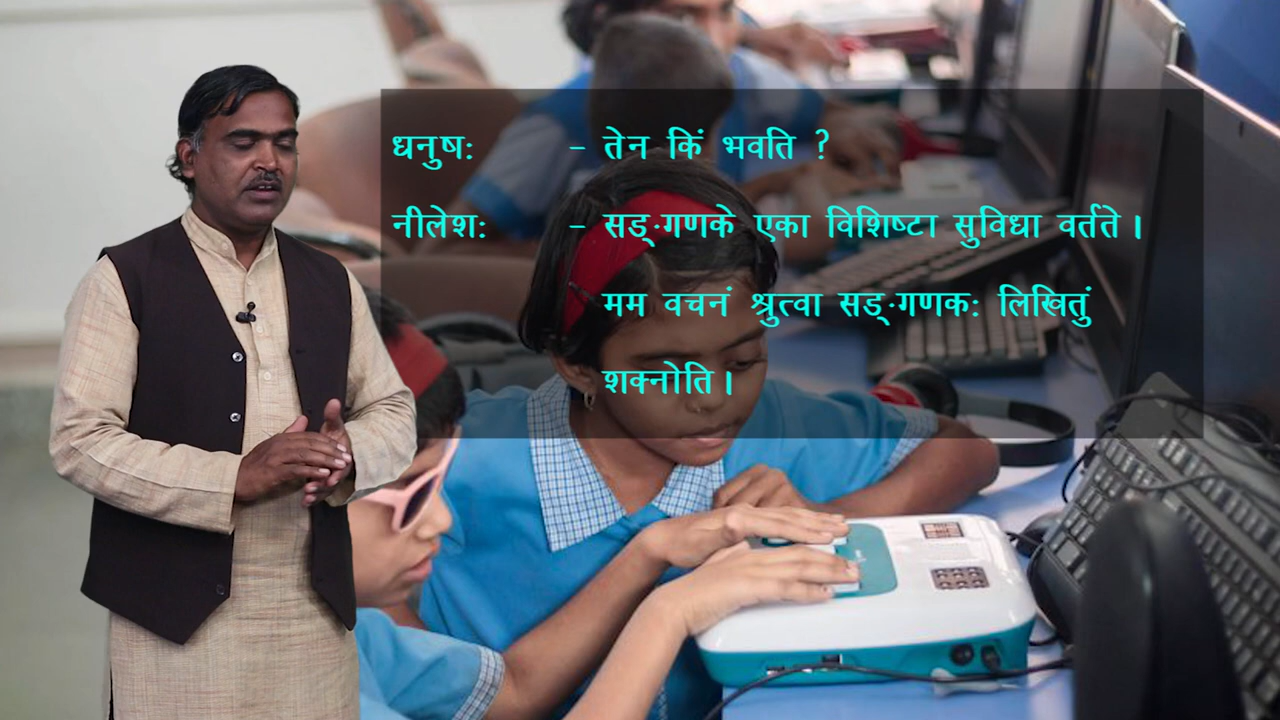 धनुष: – तेन किं भवति ?
नीलेश: – सङ्गणके एका विशिष्टा सुविधा वर्तते ।
मम वचनं श्रुत्वा सङ्गणक: लिखितुं
शक्नोति ।